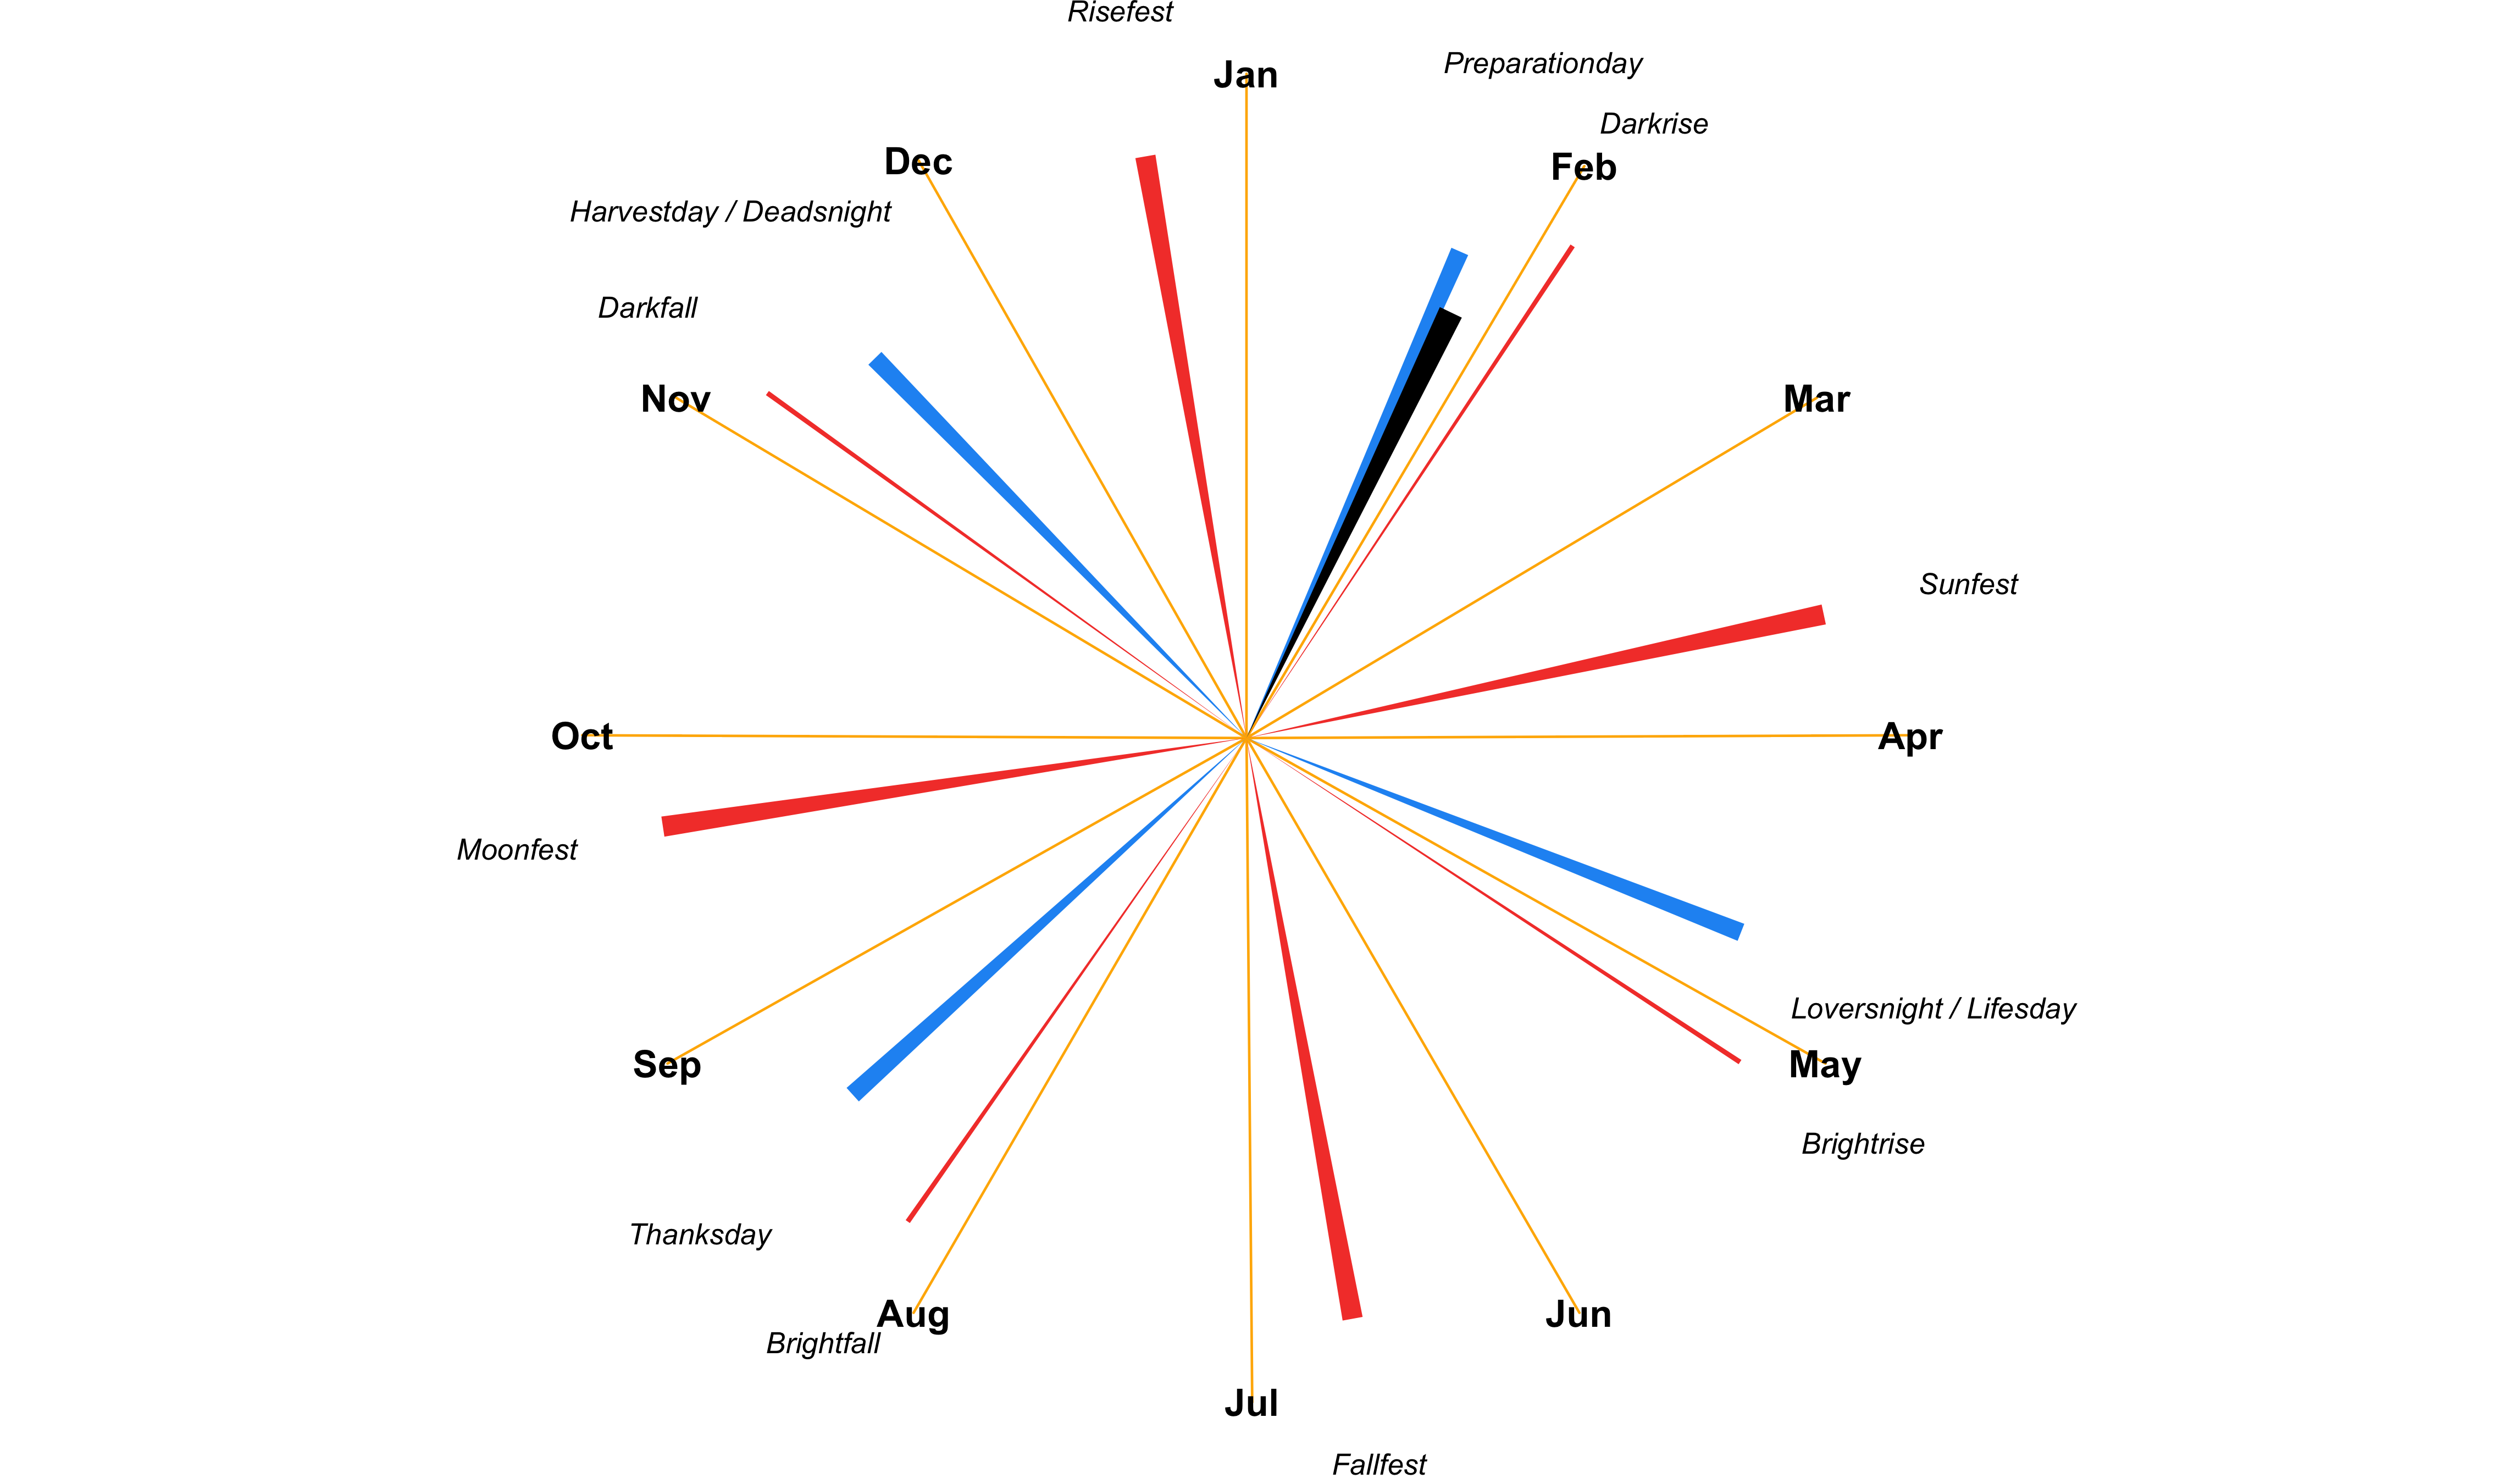 Risefest
Preparationday
Jan
Darkrise
Dec
Feb
Harvestday / Deadsnight
Darkfall
Nov
Mar
Sunfest
Oct
Apr
Moonfest
Loversnight / Lifesday
Sep
May
Brightrise
Thanksday
Aug
Jun
Brightfall
Jul
Fallfest